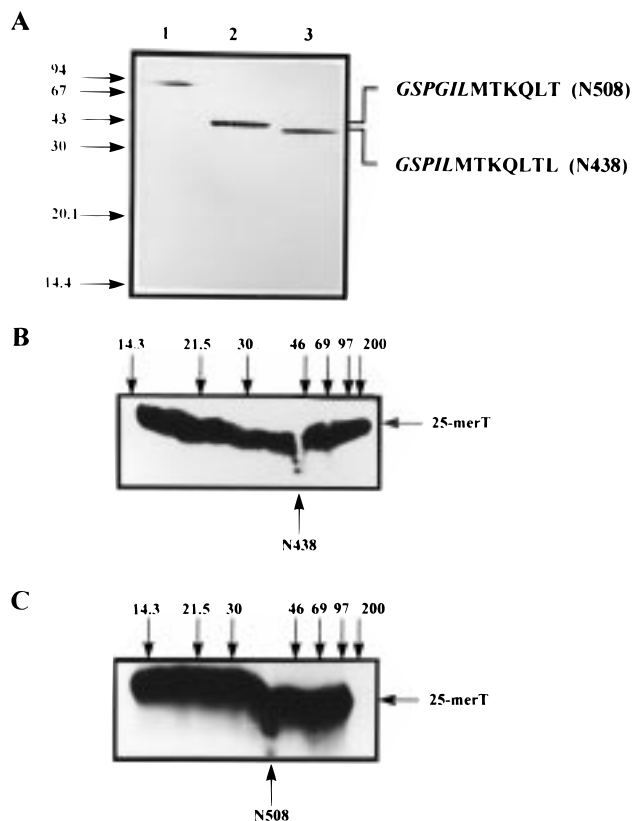 A
1 2 3
94
67
43
30
20.1
14.4
GSPGILMTKQLT (N508)
GSPILMTKQLTL (N438)
B
14.3 21.5 30 46 69 97 200
25-merT
N438
C
14.3 21.5 30 46 69 97 200
25-merT
N508